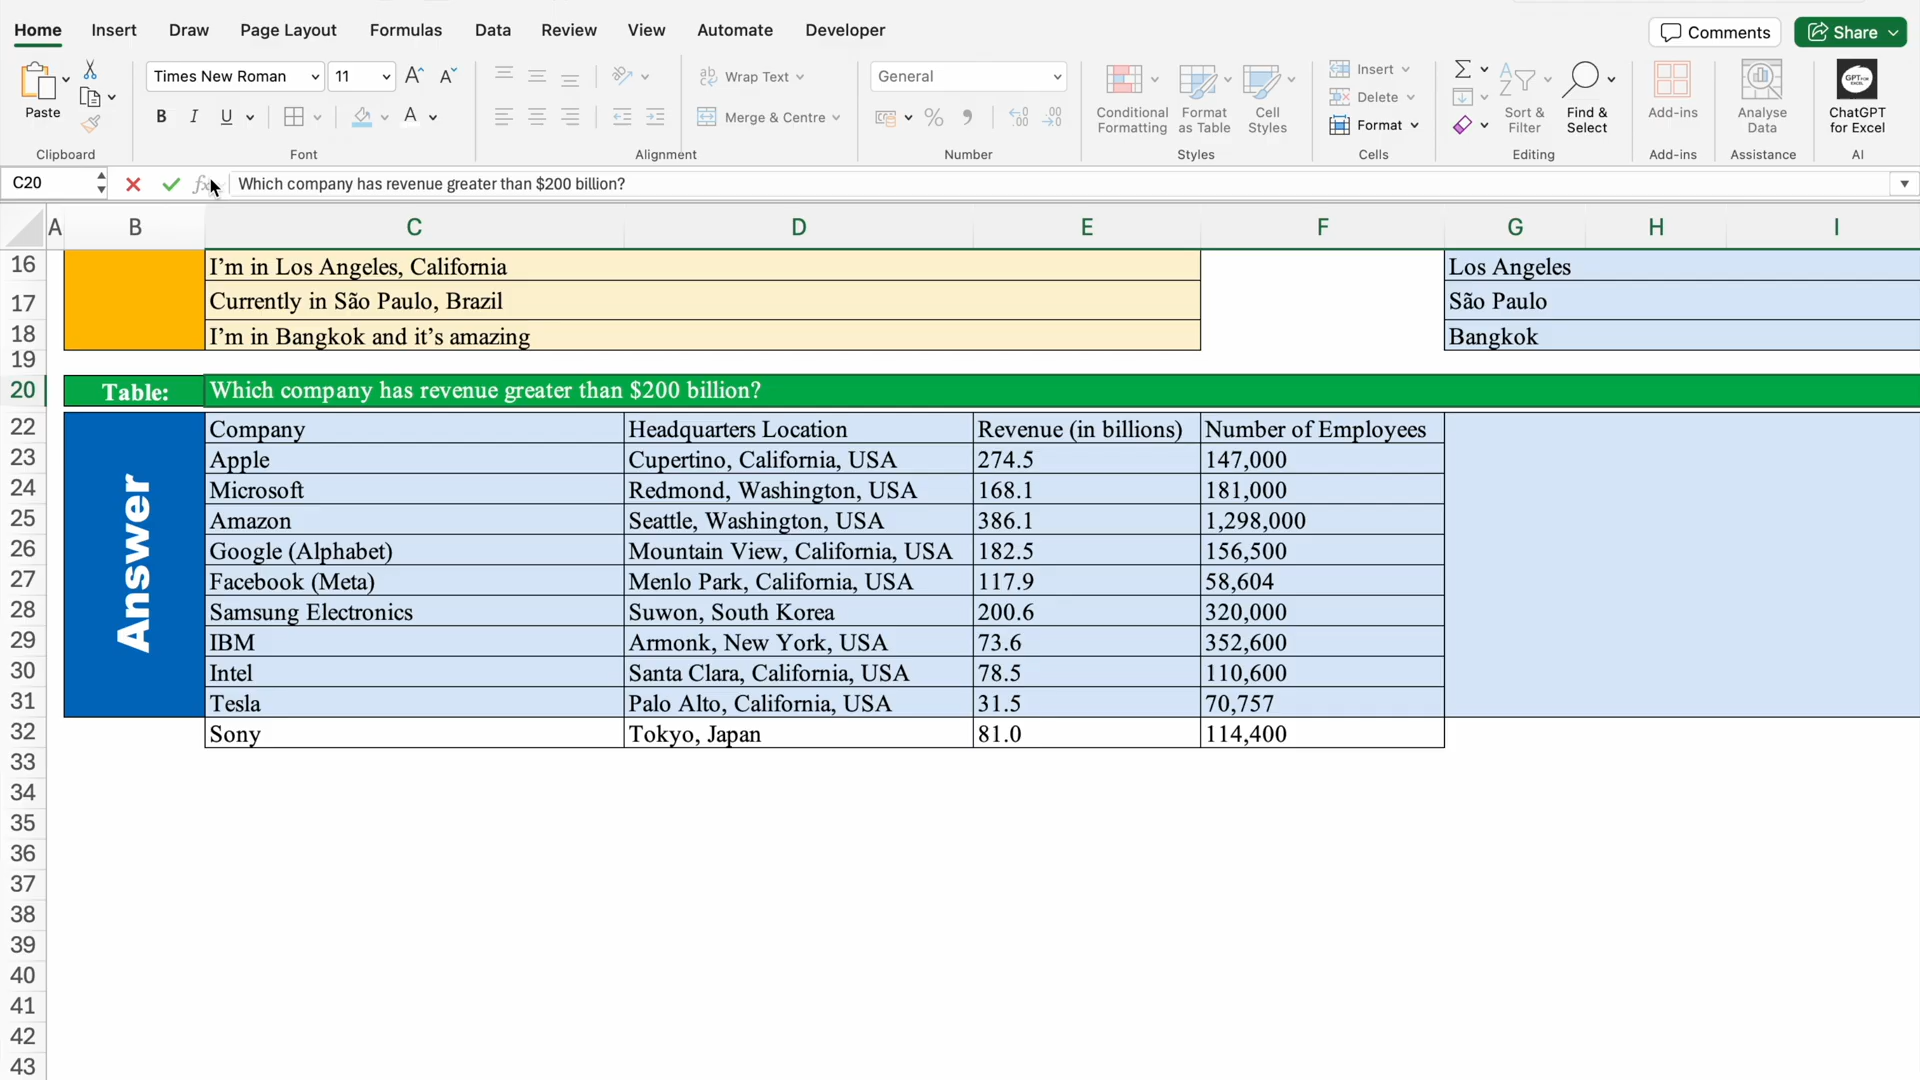 Home Insert Draw Page Layout Formulas Data Review View Automate Developer Comments Share
Times New Roman 11 Wrap Text General Insert Delete Format
Paste B I U Merge & Centre % Conditional Formatting Format as Table Cell Styles Sort & Filter Find & Select Add-ins Analyse Data GPT FOR EXCEL ChatGPT for Excel
Clipboard Font Alignment Number Styles Cells Editing Add-ins Assistance AI
C20 fx Which company has revenue greater than $200 billion?
A B C D E F G H I
16 I’m in Los Angeles, California Los Angeles
17 Currently in São Paulo, Brazil São Paulo
18 I’m in Bangkok and it’s amazing Bangkok
19
20 Table: Which company has revenue greater than $200 billion?
Answer
22 Company Headquarters Location Revenue (in billions) Number of Employees
23 Apple Cupertino, California, USA 274.5 147,000
24 Microsoft Redmond, Washington, USA 168.1 181,000
25 Amazon Seattle, Washington, USA 386.1 1,298,000
26 Google (Alphabet) Mountain View, California, USA 182.5 156,500
27 Facebook (Meta) Menlo Park, California, USA 117.9 58,604
28 Samsung Electronics Suwon, South Korea 200.6 320,000
29 IBM Armonk, New York, USA 73.6 352,600
30 Intel Santa Clara, California, USA 78.5 110,600
31 Tesla Palo Alto, California, USA 31.5 70,757
32 Sony Tokyo, Japan 81.0 114,400
33
34
35
36
37
38
39
40
41
42
43